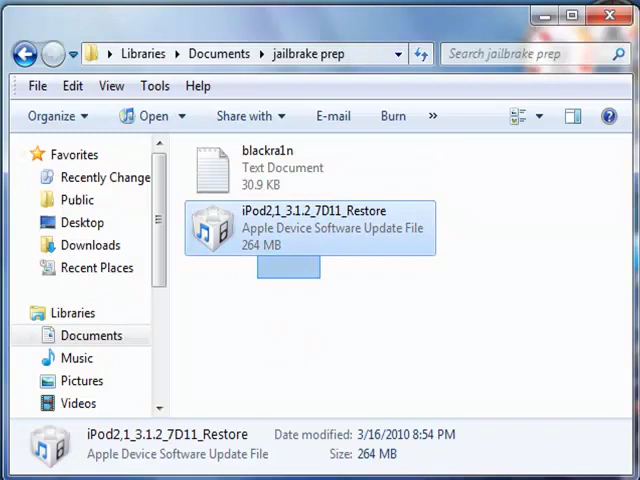 Libraries
Documents
jailbrake prep
Search jailbrake prep
File
Edit
View
Tools
Help
Organize
Open
Share with
E-mail
Burn
»
Favorites
Recently Change
Public
Desktop
Downloads
Recent Places
Libraries
Documents
Music
Pictures
Videos
blackra1n
Text Document
30.9 KB
iPod2,1_3.1.2_7D11_Restore
Apple Device Software Update File
264 MB
iPod2,1_3.1.2_7D11_Restore
Date modified: 3/16/2010 8:54 PM
Apple Device Software Update File
Size: 264 MB